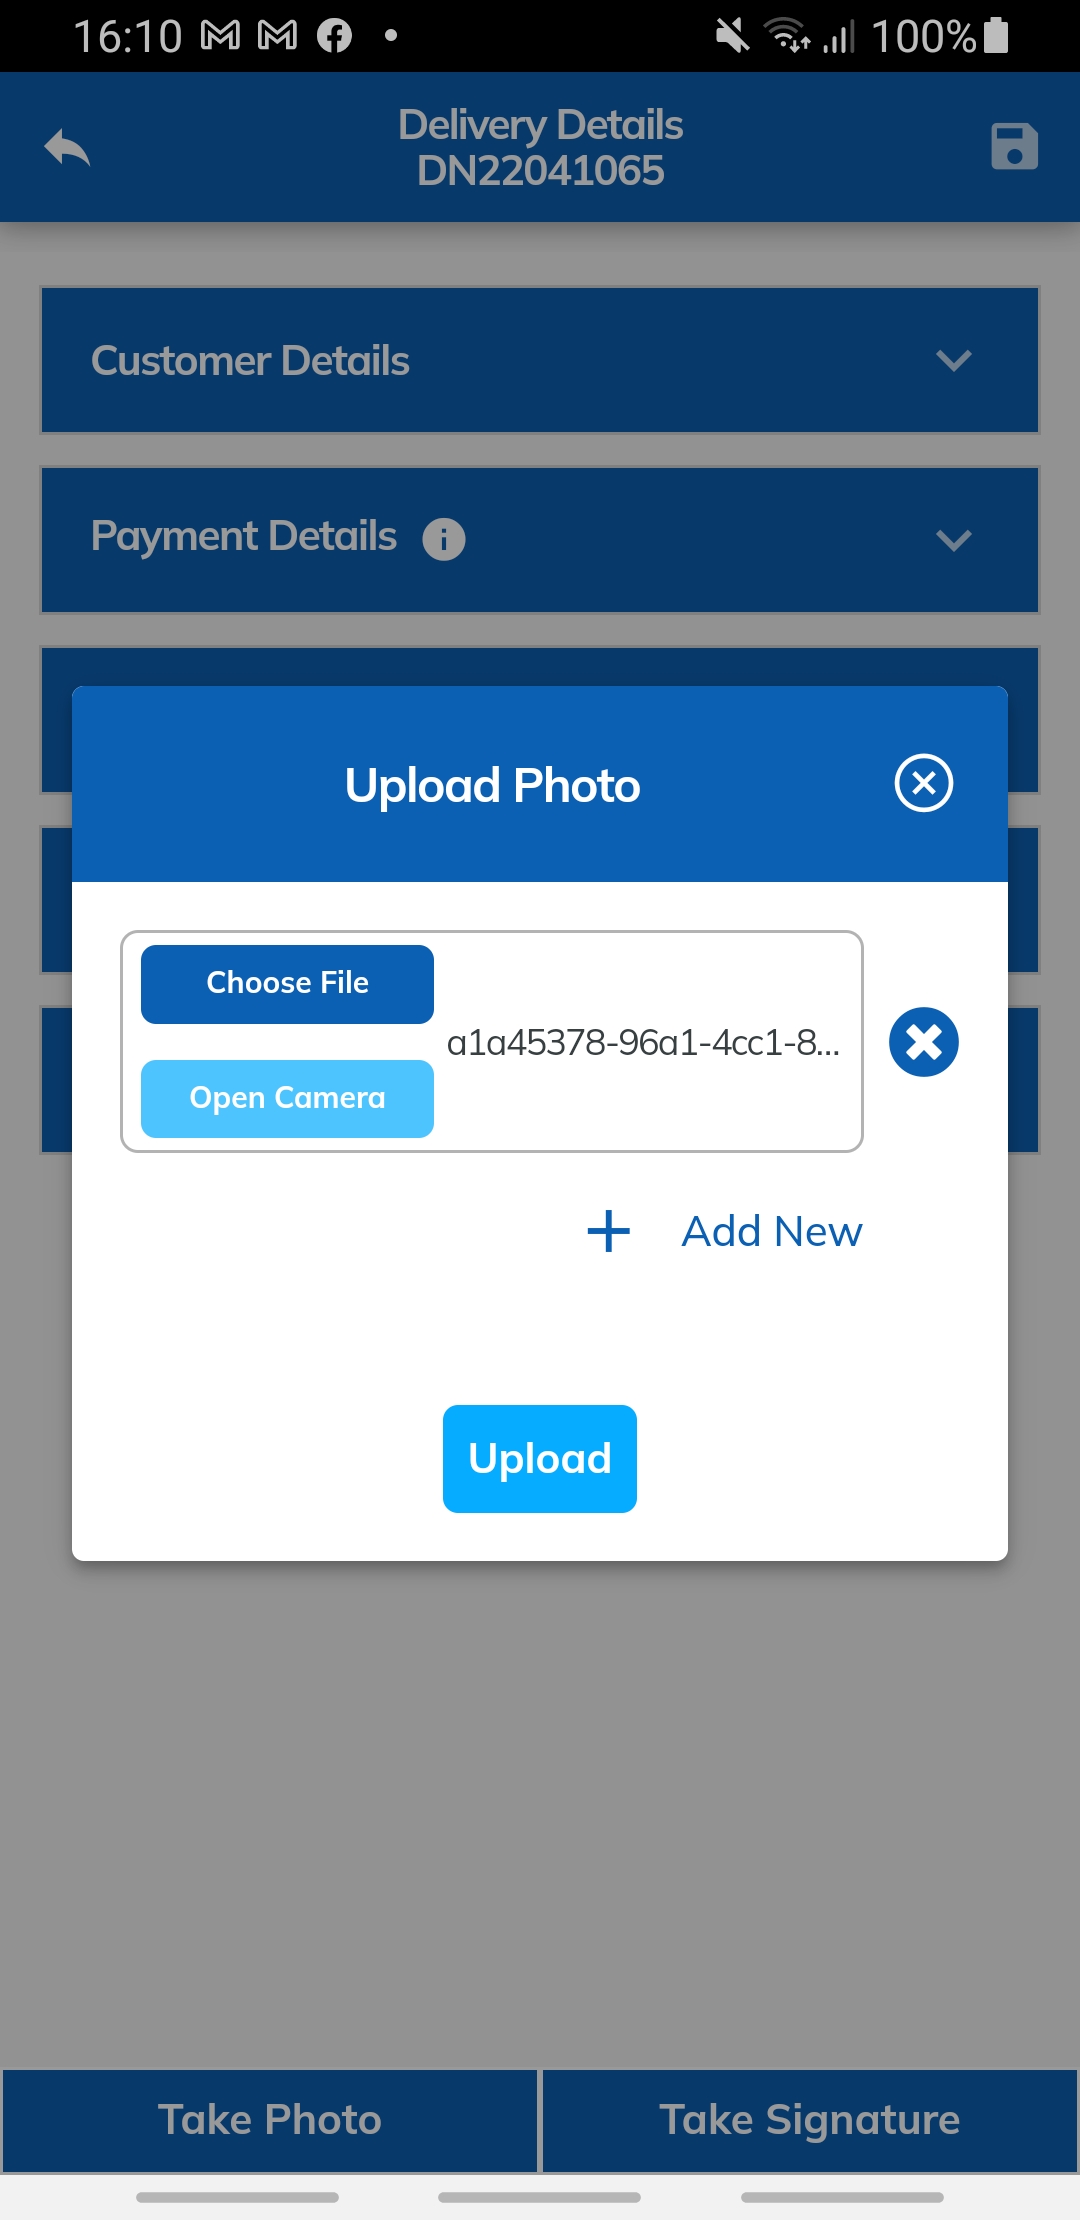 16:10
100%
Delivery Details
DN22041065
Customer Details
Payment Details
Upload Photo
Choose File
a1a45378-96a1-4cc1-8...
Open Camera
+ Add New
Upload
Take Photo
Take Signature